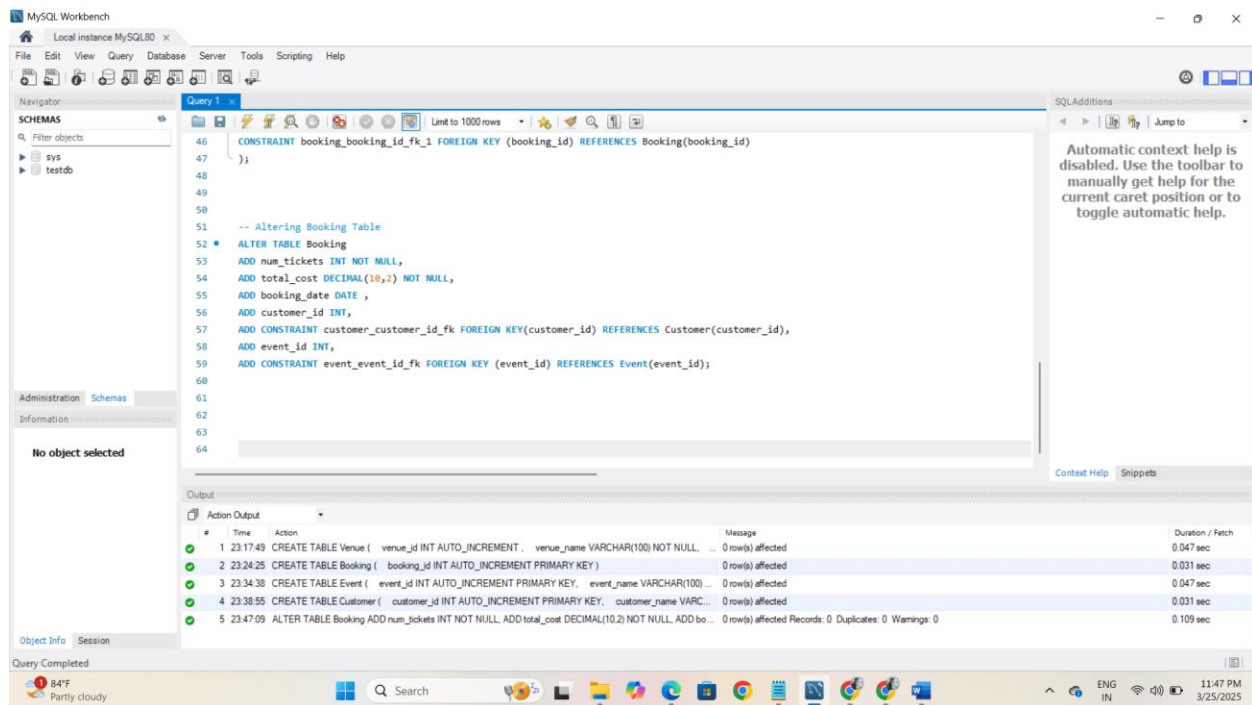 MySQL Workbench
Local instance MySQL80 ×
File Edit View Query Database Server Tools Scripting Help
Navigator
SCHEMAS
Filter objects
sys
testdb
Administration Schemas
Information
No object selected
Object Info Session
Query 1 ×
Limit to 1000 rows
46 CONSTRAINT booking_booking_id_fk_1 FOREIGN KEY (booking_id) REFERENCES Booking(booking_id)
47 );
48
49
50
51 -- Altering Booking Table
52 ALTER TABLE Booking
53 ADD num_tickets INT NOT NULL,
54 ADD total_cost DECIMAL(10,2) NOT NULL,
55 ADD booking_date DATE ,
56 ADD customer_id INT,
57 ADD CONSTRAINT customer_customer_id_fk FOREIGN KEY(customer_id) REFERENCES Customer(customer_id),
58 ADD event_id INT,
59 ADD CONSTRAINT event_event_id_fk FOREIGN KEY (event_id) REFERENCES Event(event_id);
60
61
62
63
64
SQLAdditions
Jump to
Automatic context help is
disabled. Use the toolbar to
manually get help for the
current caret position or to
toggle automatic help.
Context Help Snippets
Output
Action Output
# Time Action Message Duration / Fetch
1 23:17:49 CREATE TABLE Venue ( venue_id INT AUTO_INCREMENT , venue_name VARCHAR(100) NOT NULL, ... 0 row(s) affected 0.047 sec
2 23:24:25 CREATE TABLE Booking ( booking_id INT AUTO_INCREMENT PRIMARY KEY ) 0 row(s) affected 0.031 sec
3 23:34:38 CREATE TABLE Event ( event_id INT AUTO_INCREMENT PRIMARY KEY, event_name VARCHAR(100) ... 0 row(s) affected 0.047 sec
4 23:38:55 CREATE TABLE Customer ( customer_id INT AUTO_INCREMENT PRIMARY KEY, customer_name VARC... 0 row(s) affected 0.031 sec
5 23:47:09 ALTER TABLE Booking ADD num_tickets INT NOT NULL, ADD total_cost DECIMAL(10,2) NOT NULL, ADD bo... 0 row(s) affected Records: 0 Duplicates: 0 Warnings: 0 0.109 sec
Query Completed
1
84°F
Partly cloudy
Search
ENG
IN
11:47 PM
3/25/2025